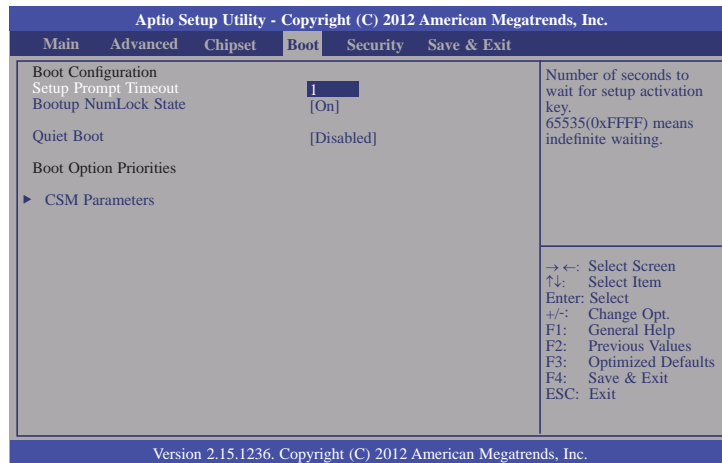 Aptio Setup Utility - Copyright (C) 2012 American Megatrends, Inc.
Main Advanced Chipset Boot Security Save & Exit
Boot Configuration
Setup Prompt Timeout 1
Bootup NumLock State [On]
Quiet Boot [Disabled]
Boot Option Priorities
▶ CSM Parameters
Number of seconds to
wait for setup activation
key.
65535(0xFFFF) means
indefinite waiting.
→ ←: Select Screen
↑↓: Select Item
Enter: Select
+/-: Change Opt.
F1: General Help
F2: Previous Values
F3: Optimized Defaults
F4: Save & Exit
ESC: Exit
Version 2.15.1236. Copyright (C) 2012 American Megatrends, Inc.